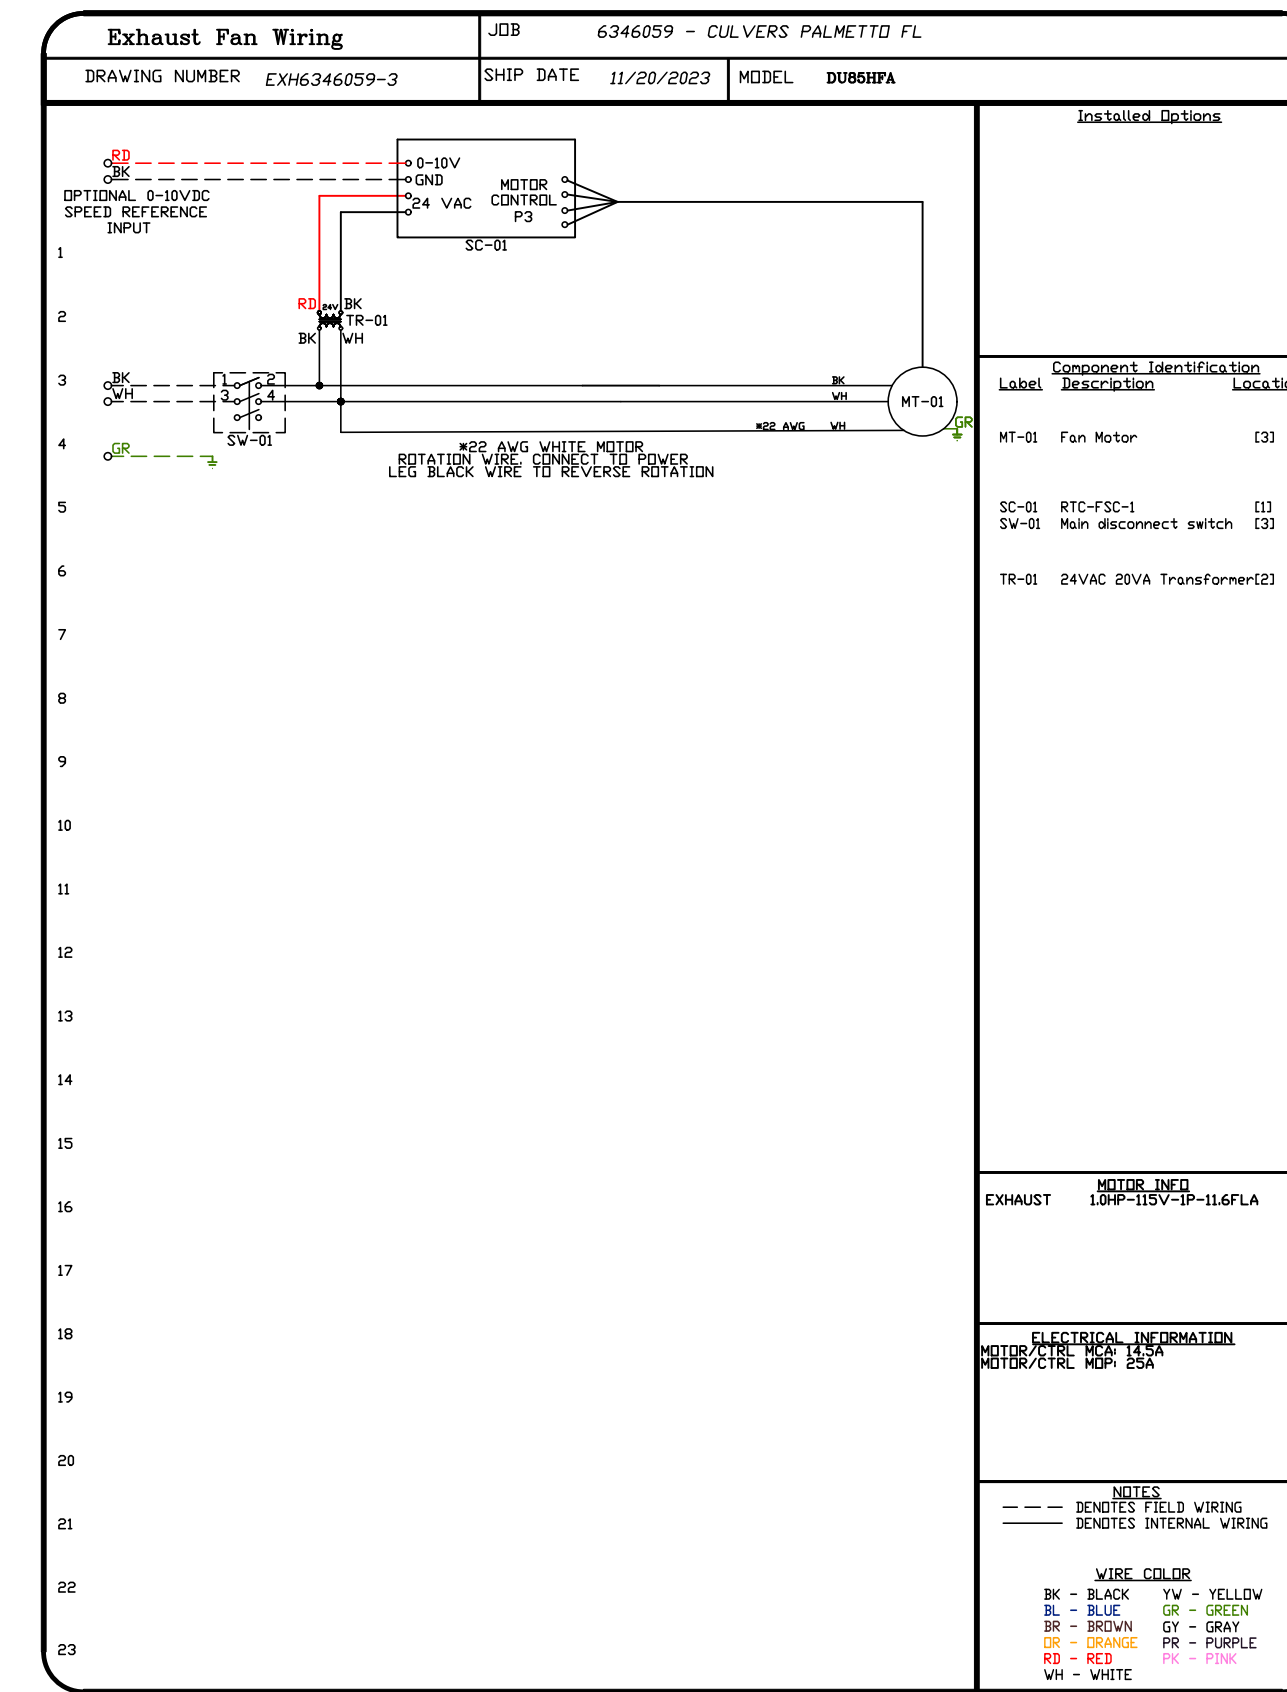 Exhaust Fan Wiring
JOB 6346059 - CULVERS PALMETTO FL
DRAWING NUMBER EXH6346059-3
SHIP DATE 11/20/2023
MODEL DU85HFA
RD
BK
OPTIONAL 0-10VDC
SPEED REFERENCE
INPUT
0-10V
GND
24 VAC
MOTOR
CONTROL
P3
SC-01
1
2
RD 24V BK
TR-01
BK WH
3
BK
WH
1 2
3 4
SW-01
BK
WH
MT-01
GR
*22 AWG WH
4
GR
*22 AWG WHITE MOTOR
ROTATION WIRE. CONNECT TO POWER
LEG BLACK WIRE TO REVERSE ROTATION
5
6
7
8
9
10
11
12
13
14
15
16
17
18
19
20
21
22
23
Installed Options
Component Identification
Label Description Locatio
MT-01 Fan Motor [3]
SC-01 RTC-FSC-1 [1]
SW-01 Main disconnect switch [3]
TR-01 24VAC 20VA Transformer[2]
MOTOR INFO
EXHAUST 1.0HP-115V-1P-11.6FLA
ELECTRICAL INFORMATION
MOTOR/CTRL MCA: 14.5A
MOTOR/CTRL MOP: 25A
NOTES
DENOTES FIELD WIRING
DENOTES INTERNAL WIRING
WIRE COLOR
BK - BLACK YW - YELLOW
BL - BLUE GR - GREEN
BR - BROWN GY - GRAY
OR - ORANGE PR - PURPLE
RD - RED PK - PINK
WH - WHITE